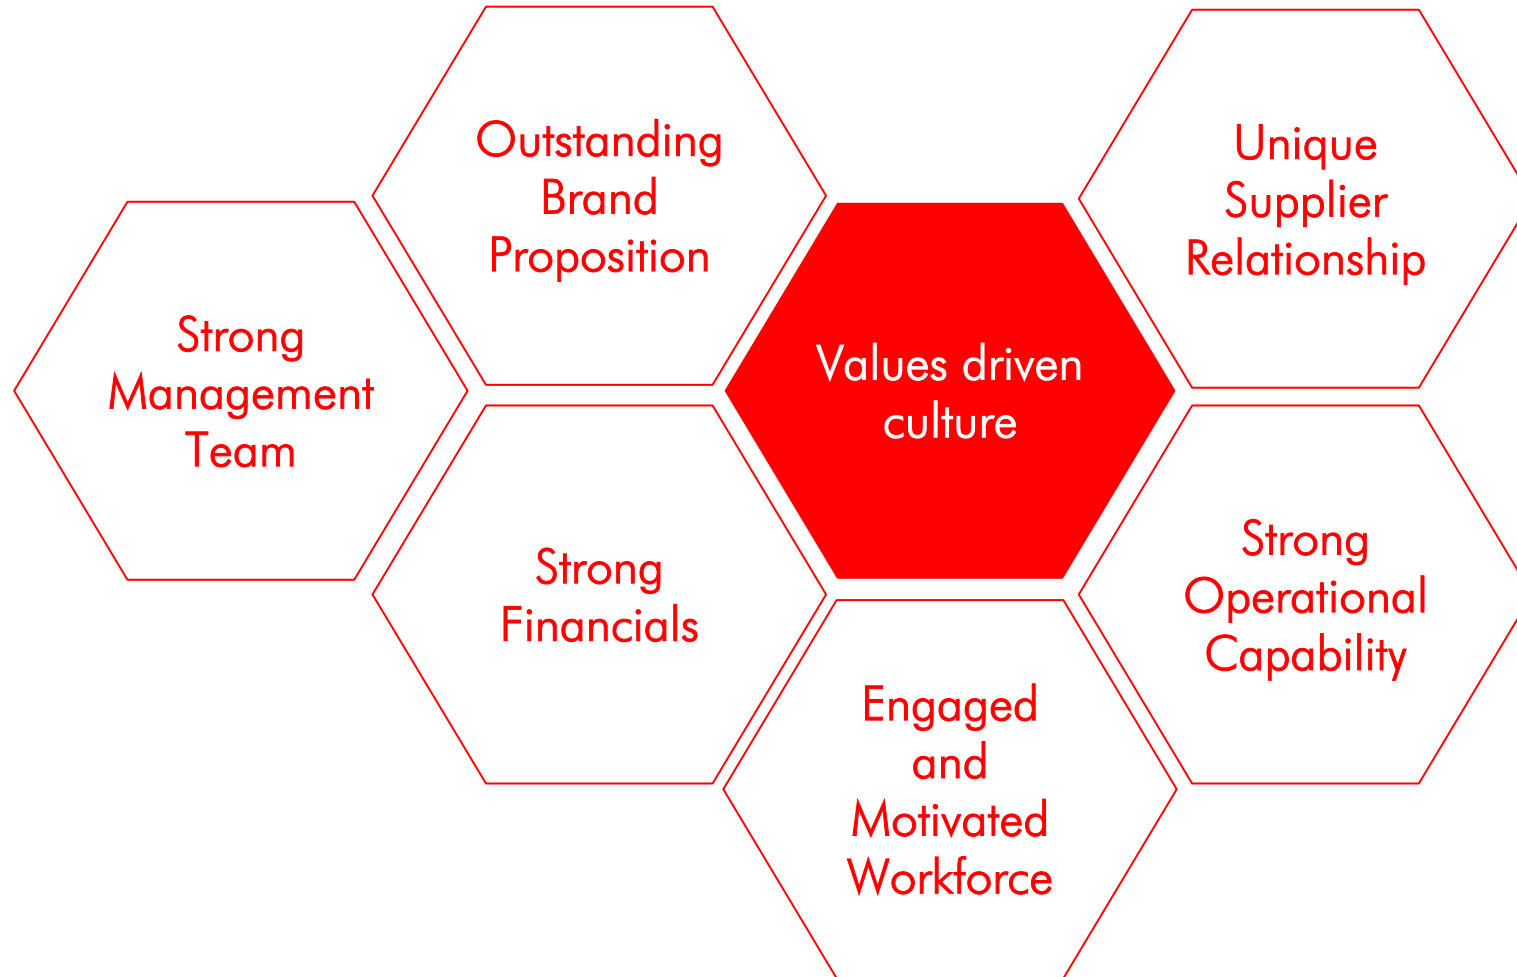 Outstanding
Brand
Proposition
Unique
Supplier
Relationship
Strong
Management
Team
Values driven
culture
Strong
Financials
Strong
Operational
Capability
Engaged
and
Motivated
Workforce